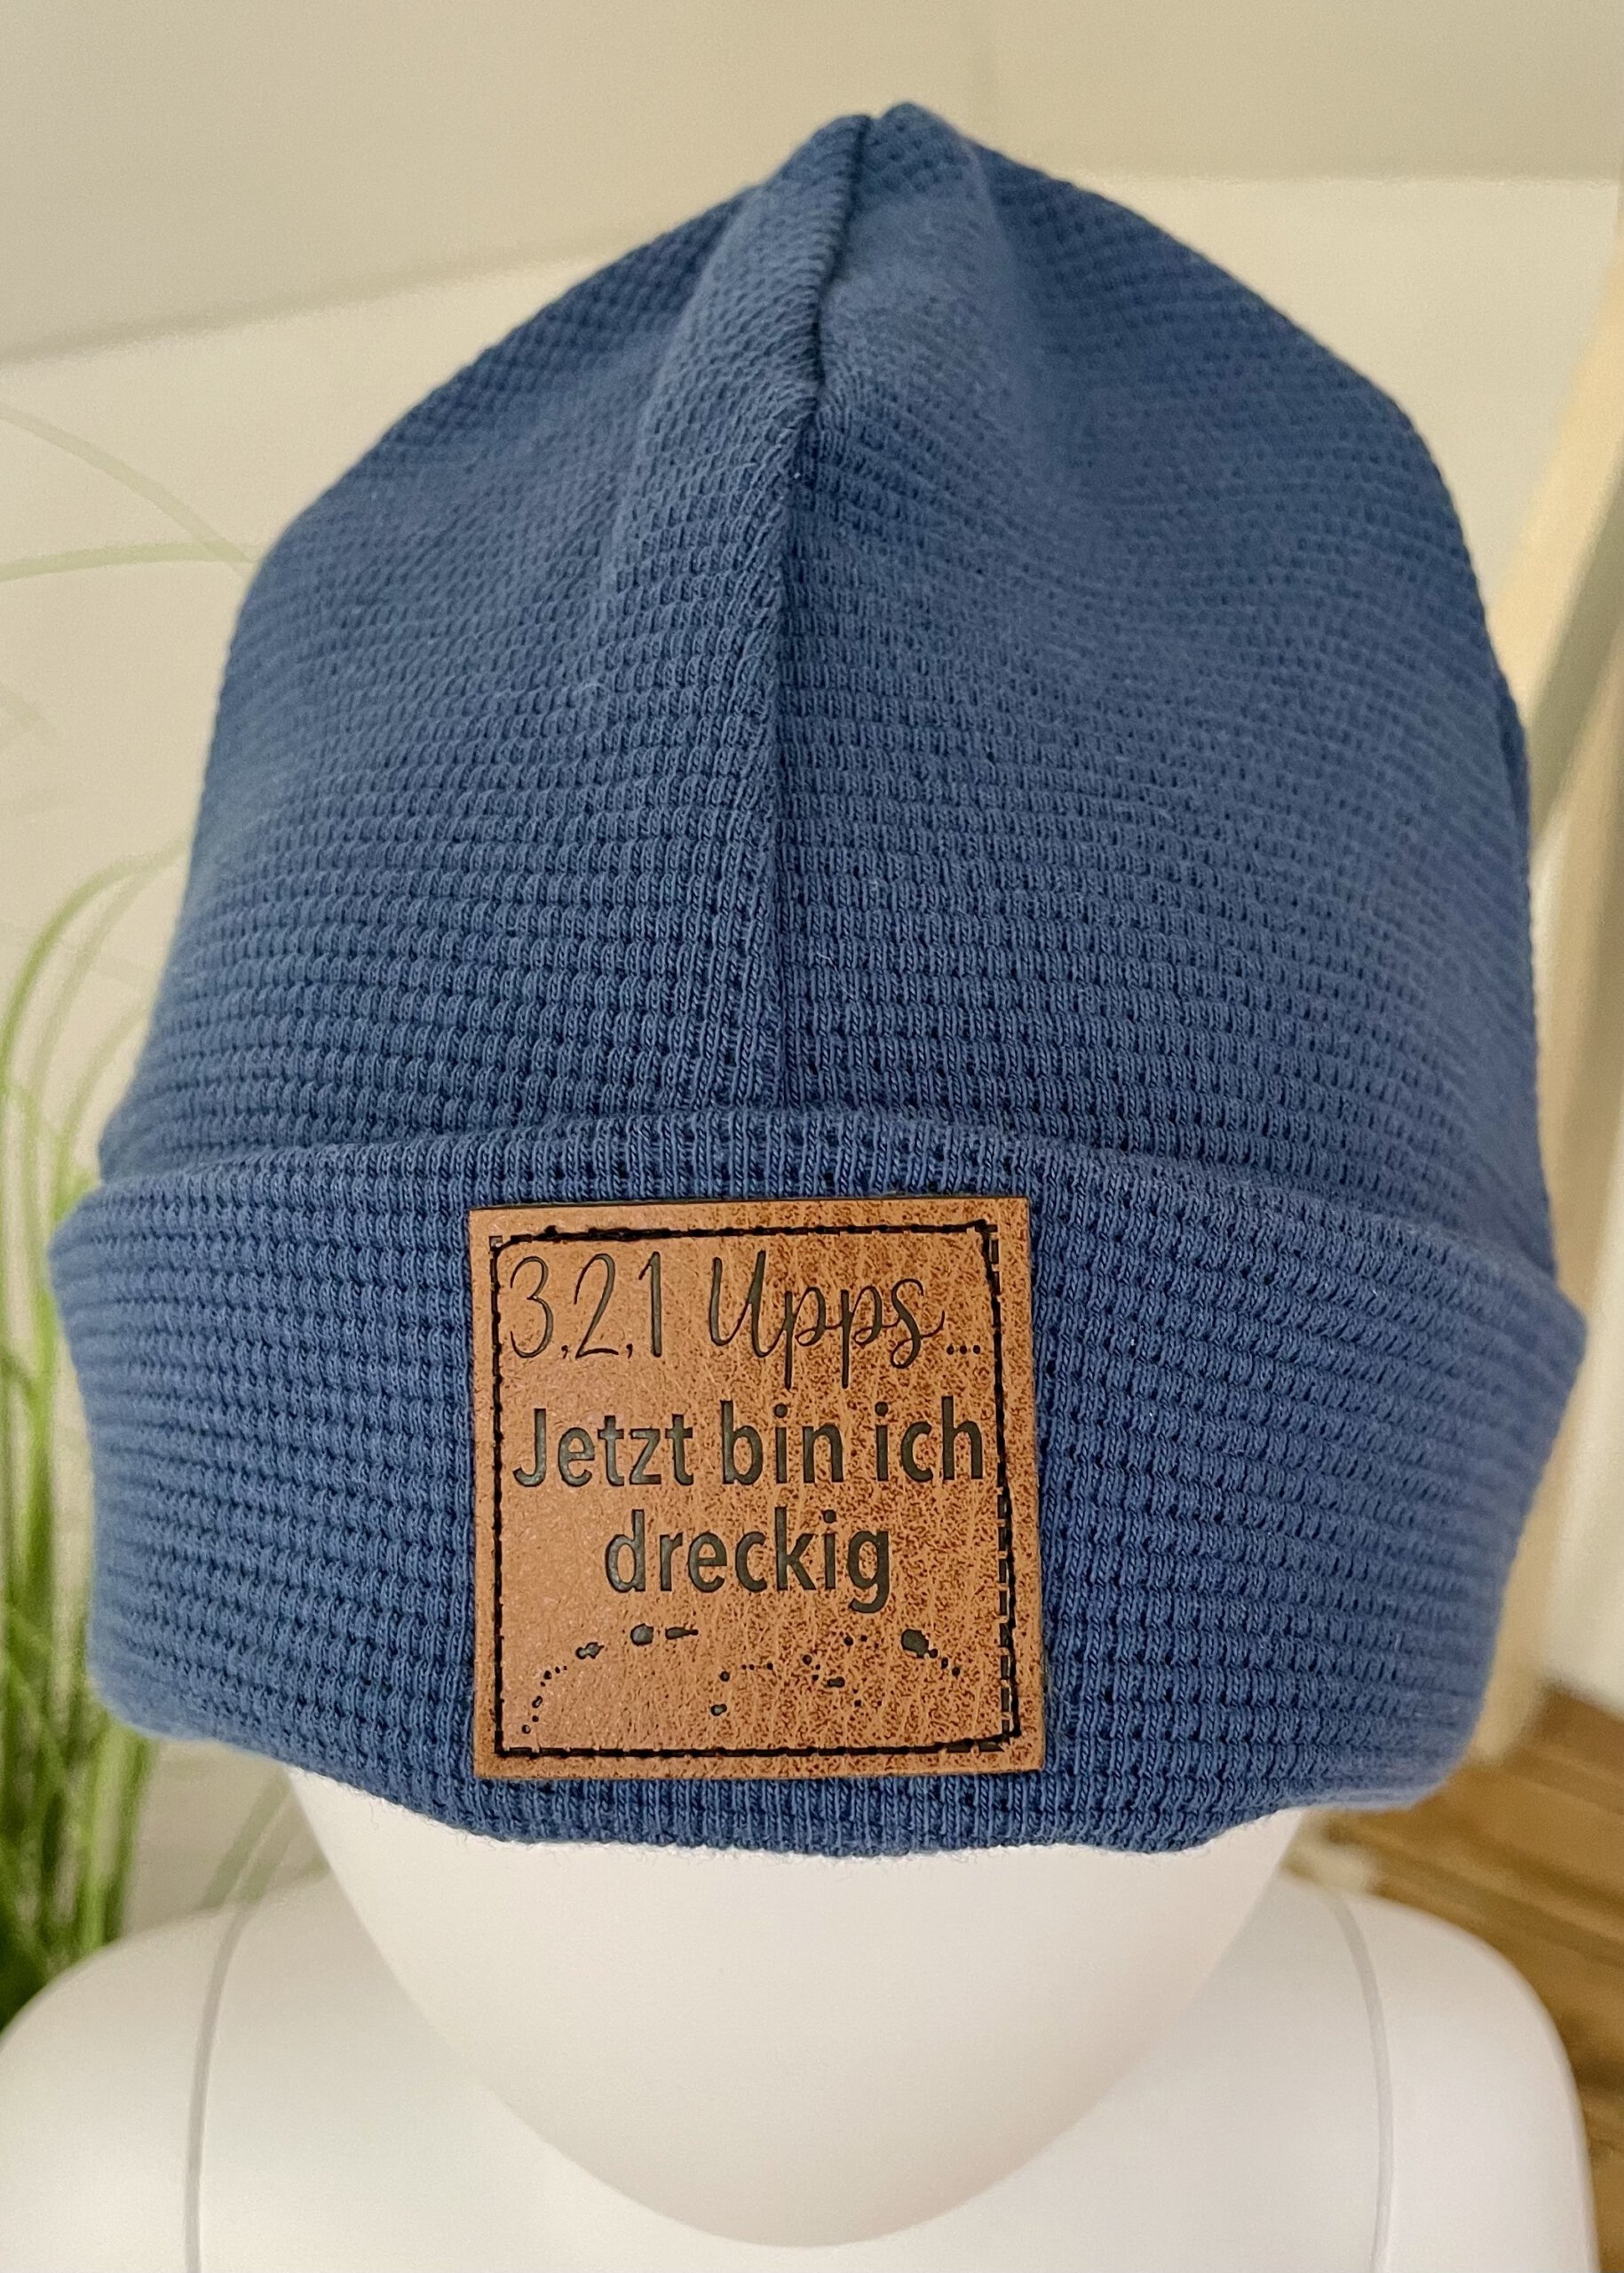 3,2,1 Upps...
Jetzt bin ich
dreckig